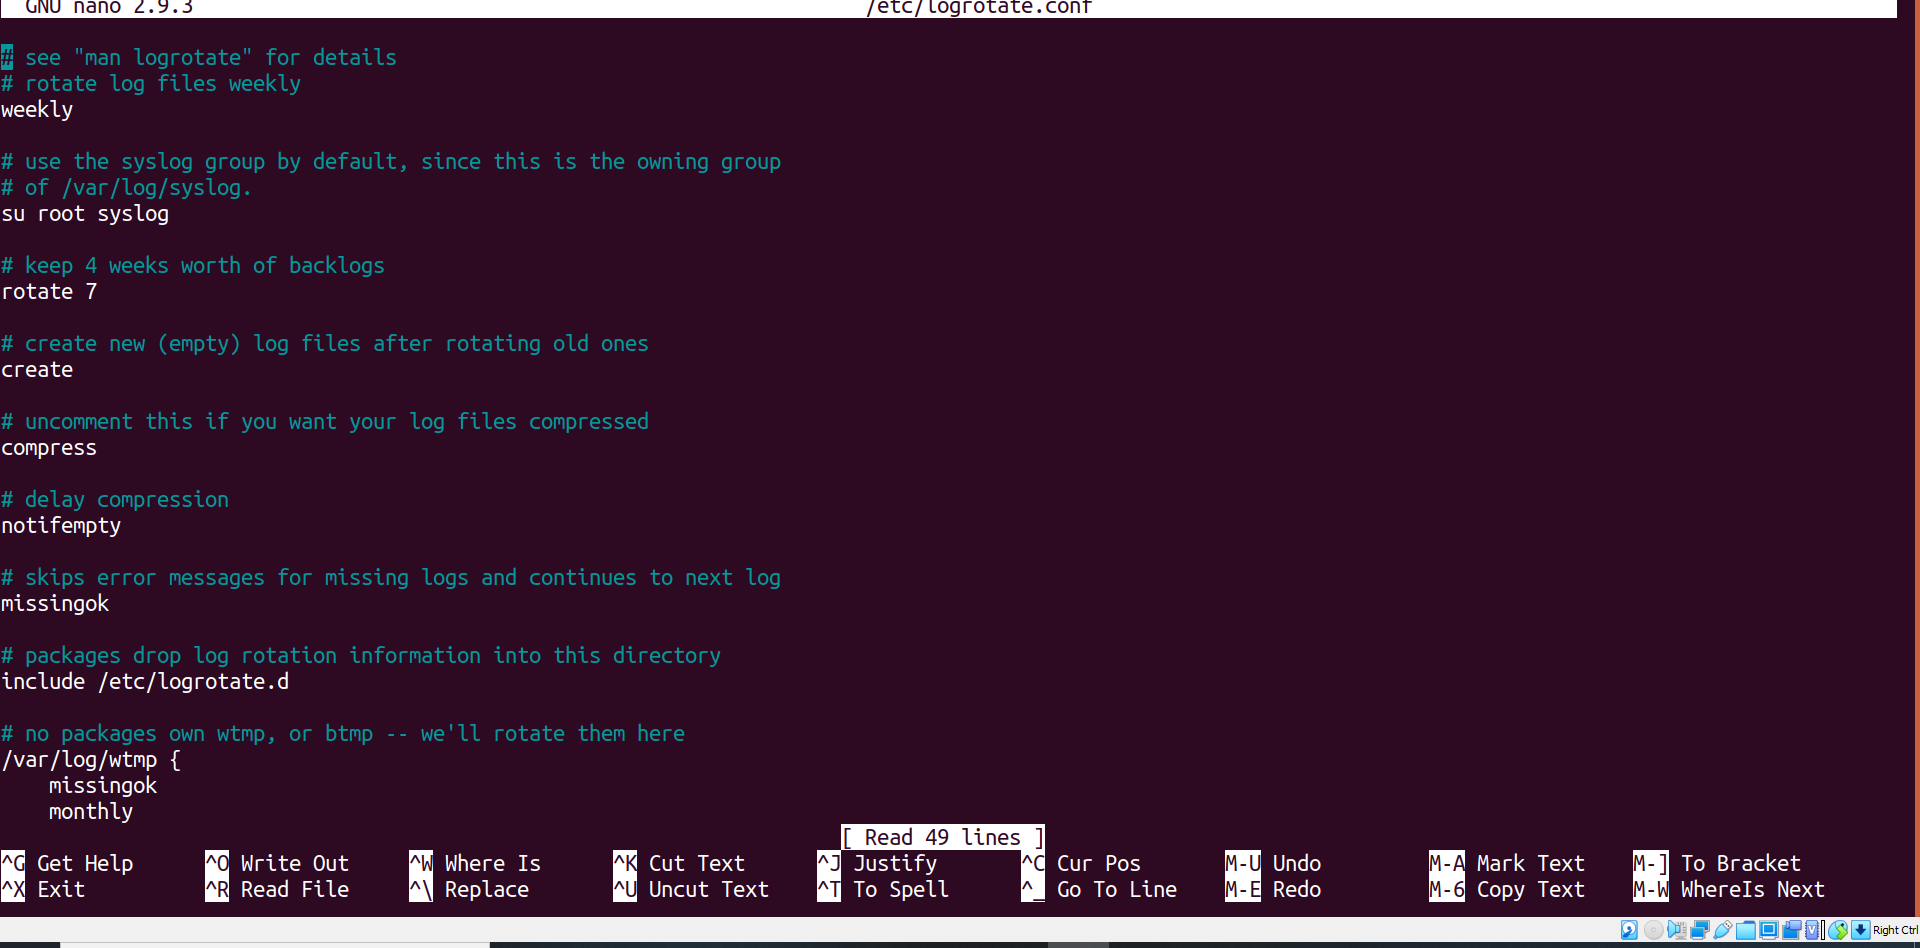 GNU nano 2.9.3 /etc/logrotate.conf
# see "man logrotate" for details
# rotate log files weekly
weekly
# use the syslog group by default, since this is the owning group
# of /var/log/syslog.
su root syslog
# keep 4 weeks worth of backlogs
rotate 7
# create new (empty) log files after rotating old ones
create
# uncomment this if you want your log files compressed
compress
# delay compression
notifempty
# skips error messages for missing logs and continues to next log
missingok
# packages drop log rotation information into this directory
include /etc/logrotate.d
# no packages own wtmp, or btmp -- we'll rotate them here
/var/log/wtmp {
    missingok
    monthly
[ Read 49 lines ]
^G Get Help ^O Write Out ^W Where Is ^K Cut Text ^J Justify ^C Cur Pos M-U Undo M-A Mark Text M-] To Bracket
^X Exit ^R Read File ^\ Replace ^U Uncut Text ^T To Spell ^_ Go To Line M-E Redo M-6 Copy Text M-W WhereIs Next
Right Ctrl